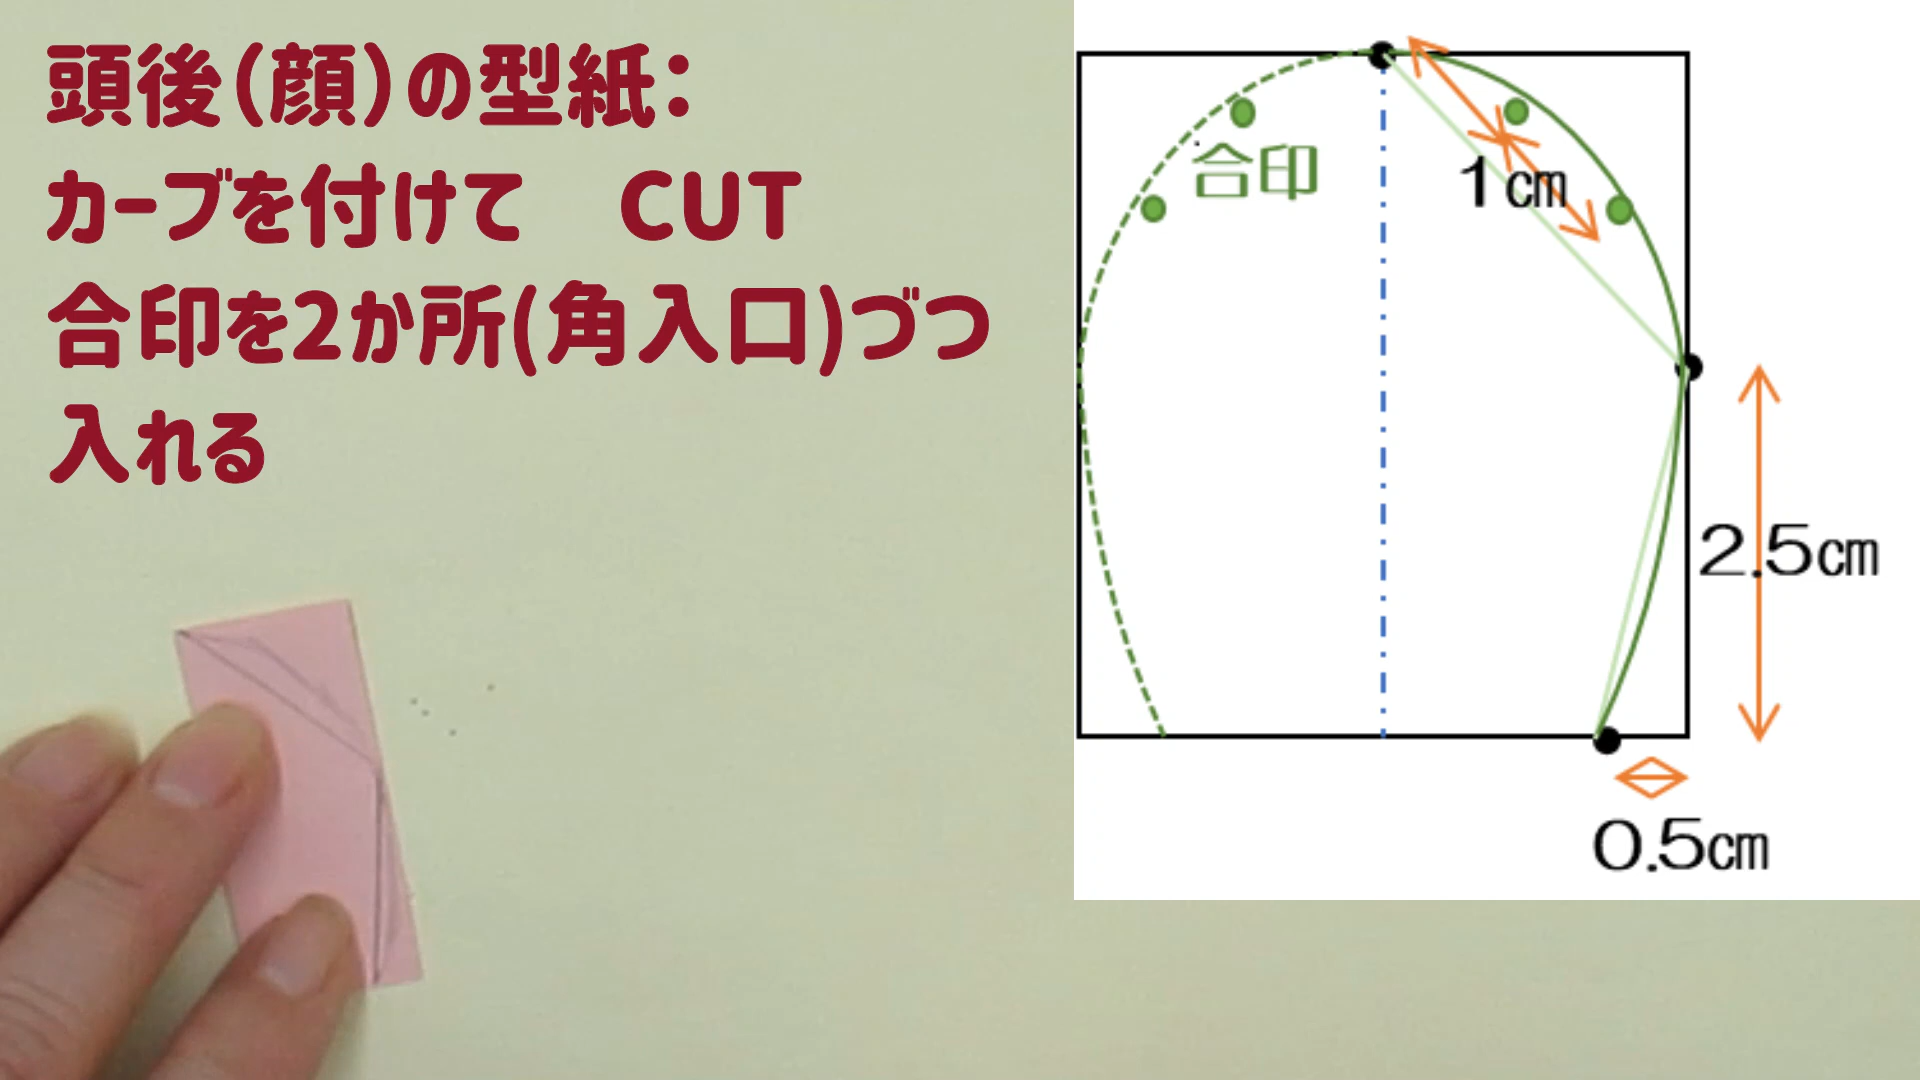 頭後(顔)の型紙:
カーブを付けて　CUT
合印を2か所(角入口)づつ
入れる
合印
1cm
2.5cm
0.5cm